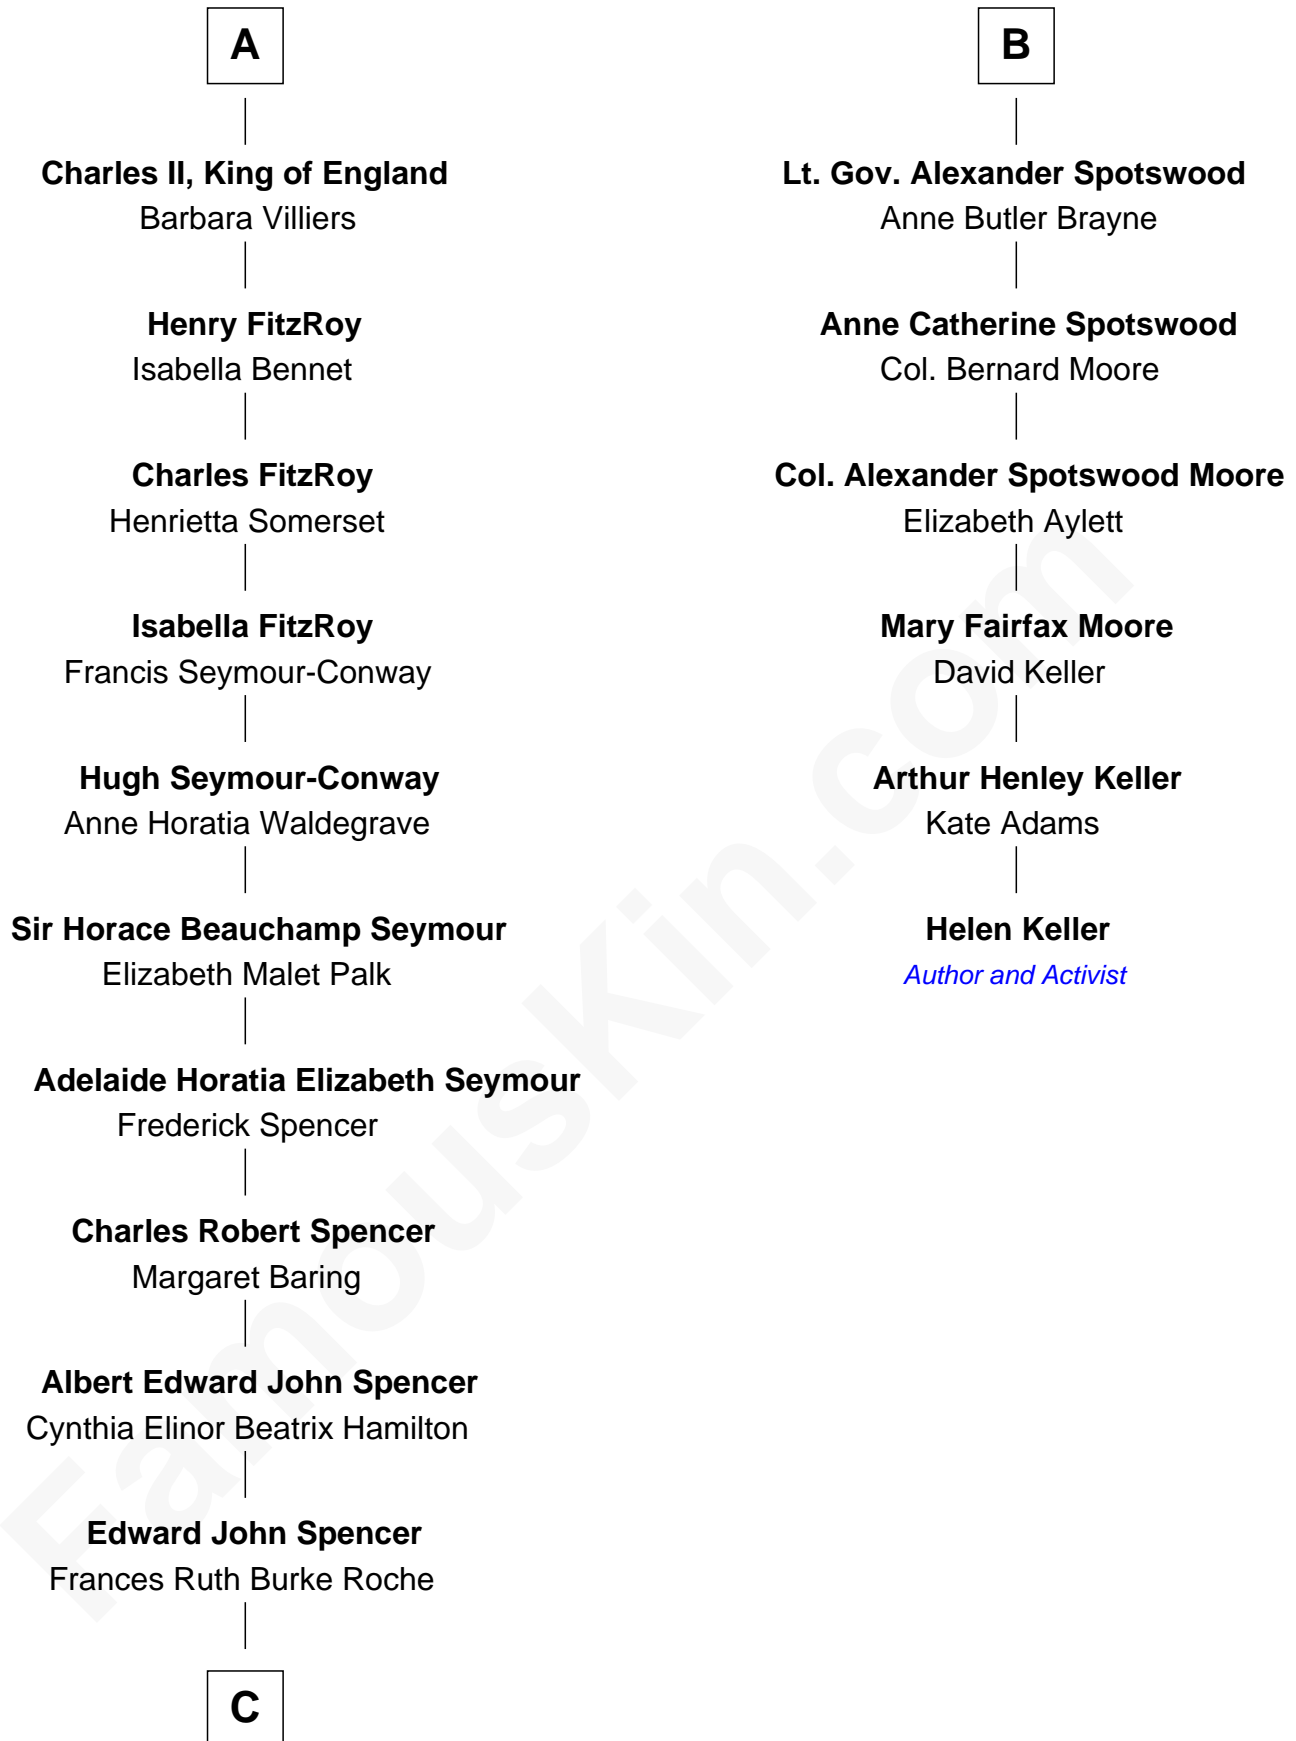 A
Charles II, King of England
Barbara Villiers
Henry FitzRoy
Isabella Bennet
Charles FitzRoy
Henrietta Somerset
Isabella FitzRoy
Francis Seymour-Conway
Hugh Seymour-Conway
Anne Horatia Waldegrave
Sir Horace Beauchamp Seymour
Elizabeth Malet Palk
Adelaide Horatia Elizabeth Seymour
Frederick Spencer
Charles Robert Spencer
Margaret Baring
Albert Edward John Spencer
Cynthia Elinor Beatrix Hamilton
Edward John Spencer
Frances Ruth Burke Roche
C
B
Lt. Gov. Alexander Spotswood
Anne Butler Brayne
Anne Catherine Spotswood
Col. Bernard Moore
Col. Alexander Spotswood Moore
Elizabeth Aylett
Mary Fairfax Moore
David Keller
Arthur Henley Keller
Kate Adams
Helen Keller
Author and Activist
FamousKin.com